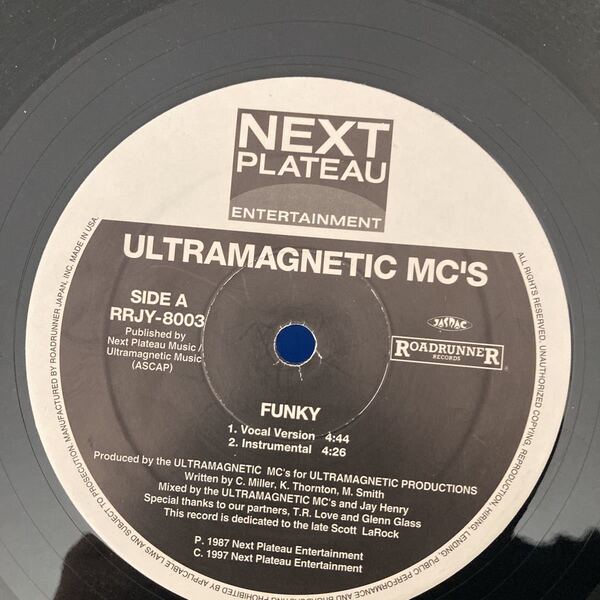 NEXT
PLATEAU
ENTERTAINMENT
ULTRAMAGNETIC MC'S
SIDE A
RRJY-8003
Published by
Next Plateau Music /
Ultramagnetic Music
(ASCAP)
JASRAC
ROADRUNNER
RECORDS
FUNKY
1. Vocal Version 4:44
2. Instrumental 4:26
Produced by the ULTRAMAGNETIC MC's for ULTRAMAGNETIC PRODUCTIONS
Written by C. Miller, K. Thornton, M. Smith
Mixed by the ULTRAMAGNETIC MC's and Jay Henry
Special thanks to our partners, T.R. Love and Glenn Glass
This record is dedicated to the late Scott LaRock
P. 1987 Next Plateau Entertainment
C. 1997 Next Plateau Entertainment
ALL RIGHTS RESERVED. UNAUTHORIZED COPYING, REPRODUCTION, HIRING, LENDING, PUBLIC PERFORMANCE AND BROADCASTING PROHIBITED BY APPLICABLE LAWS AND SUBJECT TO PROSECUTION. MANUFACTURED BY ROADRUNNER JAPAN, INC. MADE IN USA.